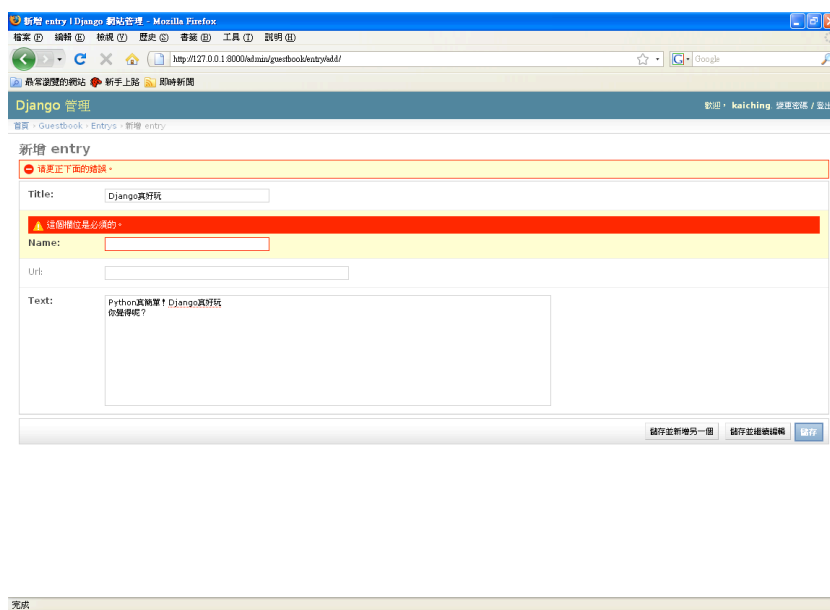 新增 entry | Django 網站管理 - Mozilla Firefox
檔案(F) 編輯(E) 檢視(V) 歷史(S) 書籤(B) 工具(T) 說明(H)
http://127.0.0.1:8000/admin/guestbook/entry/add/ G Google
最常瀏覽的網站 新手上路 即時新聞
Django 管理 歡迎, kaiching. 變更密碼 / 登出
首頁 › Guestbook › Entrys › 新增 entry
新增 entry
請更正下面的錯誤。
Title: Django真好玩
這個欄位是必須的。
Name:
Url:
Text: Python真簡單!Django真好玩
你覺得呢?
儲存並新增另一個 儲存並繼續編輯 儲存
完成